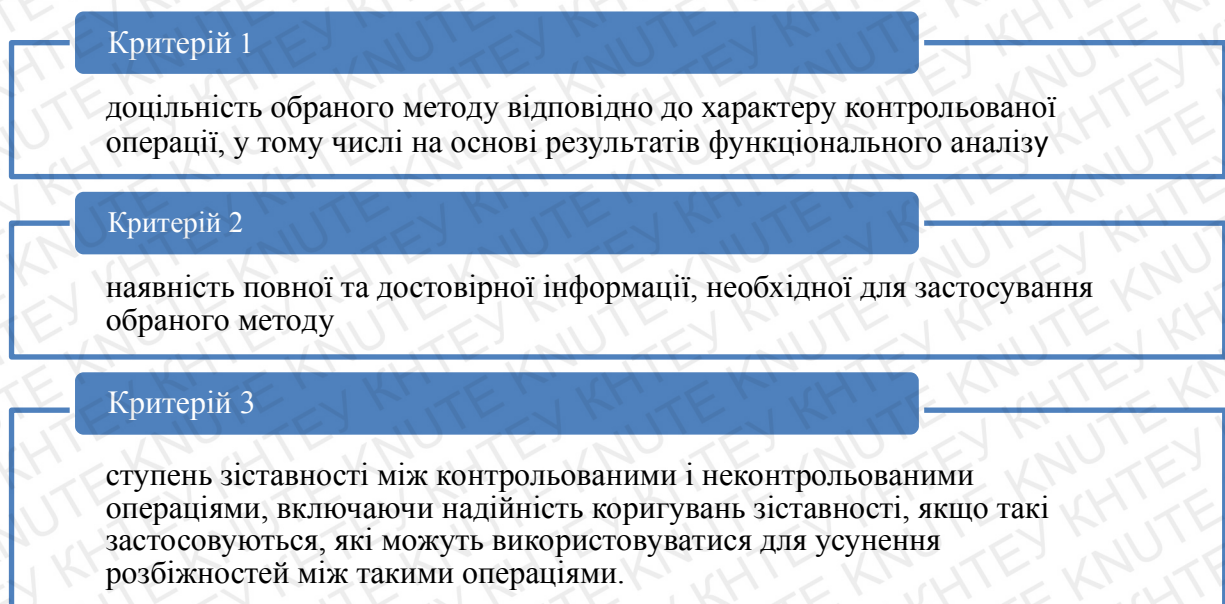 Критерій 1
доцільність обраного методу відповідно до характеру контрольованої
операції, у тому числі на основі результатів функціонального аналізу
Критерій 2
наявність повної та достовірної інформації, необхідної для застосування
обраного методу
Критерій 3
ступень зіставності між контрольованими і неконтрольованими
операціями, включаючи надійність коригувань зіставності, якщо такі
застосовуються, які можуть використовуватися для усунення
розбіжностей між такими операціями.